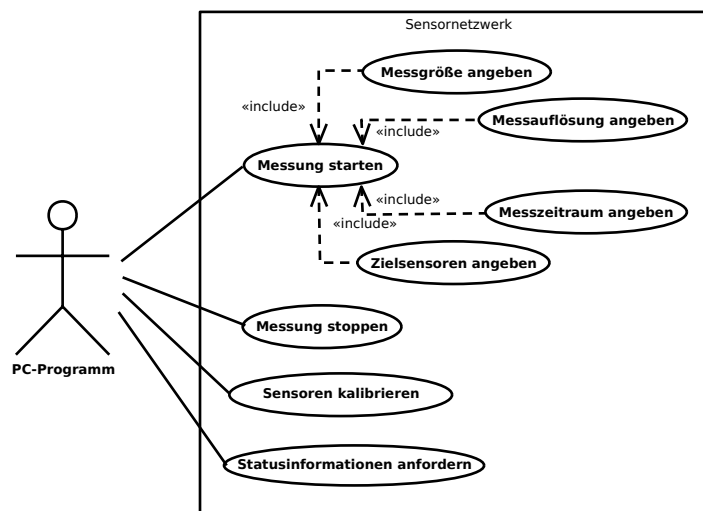 Sensornetzwerk
Messgröße angeben
«include»
Messauflösung angeben
«include»
Messung starten
«include»
Messzeitraum angeben
«include»
Zielsensoren angeben
Messung stoppen
PC-Programm
Sensoren kalibrieren
Statusinformationen anfordern